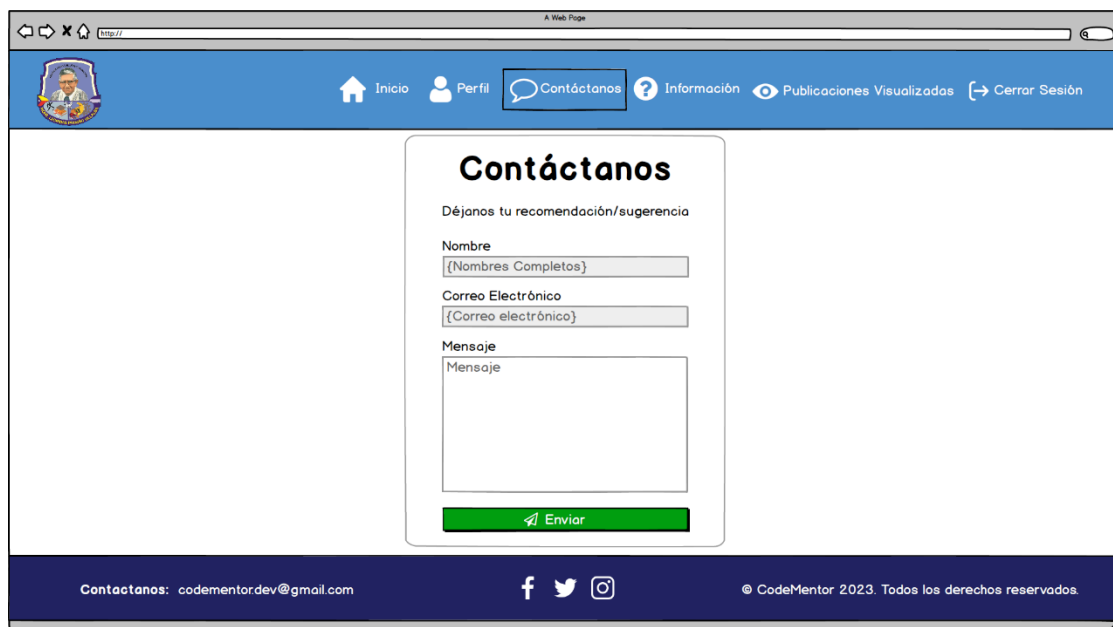 A Web Page
http://
Inicio Perfil Contáctanos Información Publicaciones Visualizadas Cerrar Sesión
Contáctanos
Déjanos tu recomendación/sugerencia
Nombre
{Nombres Completos}
Correo Electrónico
{Correo electrónico}
Mensaje
Mensaje
Enviar
Contactanos: codementor.dev@gmail.com
© CodeMentor 2023. Todos los derechos reservados.